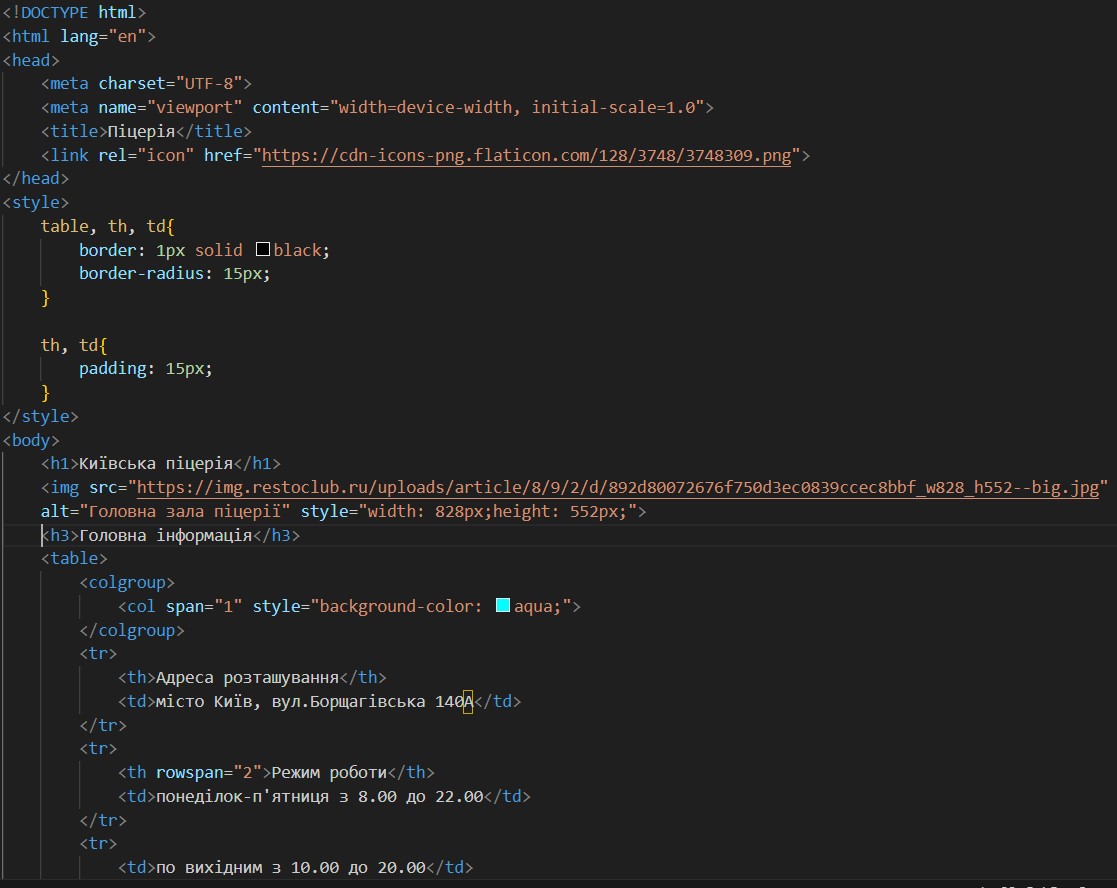 <!DOCTYPE html>
<html lang="en">
<head>
    <meta charset="UTF-8">
    <meta name="viewport" content="width=device-width, initial-scale=1.0">
    <title>Піцерія</title>
    <link rel="icon" href="https://cdn-icons-png.flaticon.com/128/3748/3748309.png">
</head>
<style>
    table, th, td{
        border: 1px solid black;
        border-radius: 15px;
    }

    th, td{
        padding: 15px;
    }
</style>
<body>
    <h1>Київська піцерія</h1>
    <img src="https://img.restoclub.ru/uploads/article/8/9/2/d/892d80072676f750d3ec0839ccec8bbf_w828_h552--big.jpg"
    alt="Головна зала піцерії" style="width: 828px;height: 552px;">
    <h3>Головна інформація</h3>
    <table>
        <colgroup>
            <col span="1" style="background-color: aqua;">
        </colgroup>
        <tr>
            <th>Адреса розташування</th>
            <td>місто Київ, вул.Борщагівська 140А</td>
        </tr>
        <tr>
            <th rowspan="2">Режим роботи</th>
            <td>понеділок-п'ятниця з 8.00 до 22.00</td>
        </tr>
        <tr>
            <td>по вихідним з 10.00 до 20.00</td>